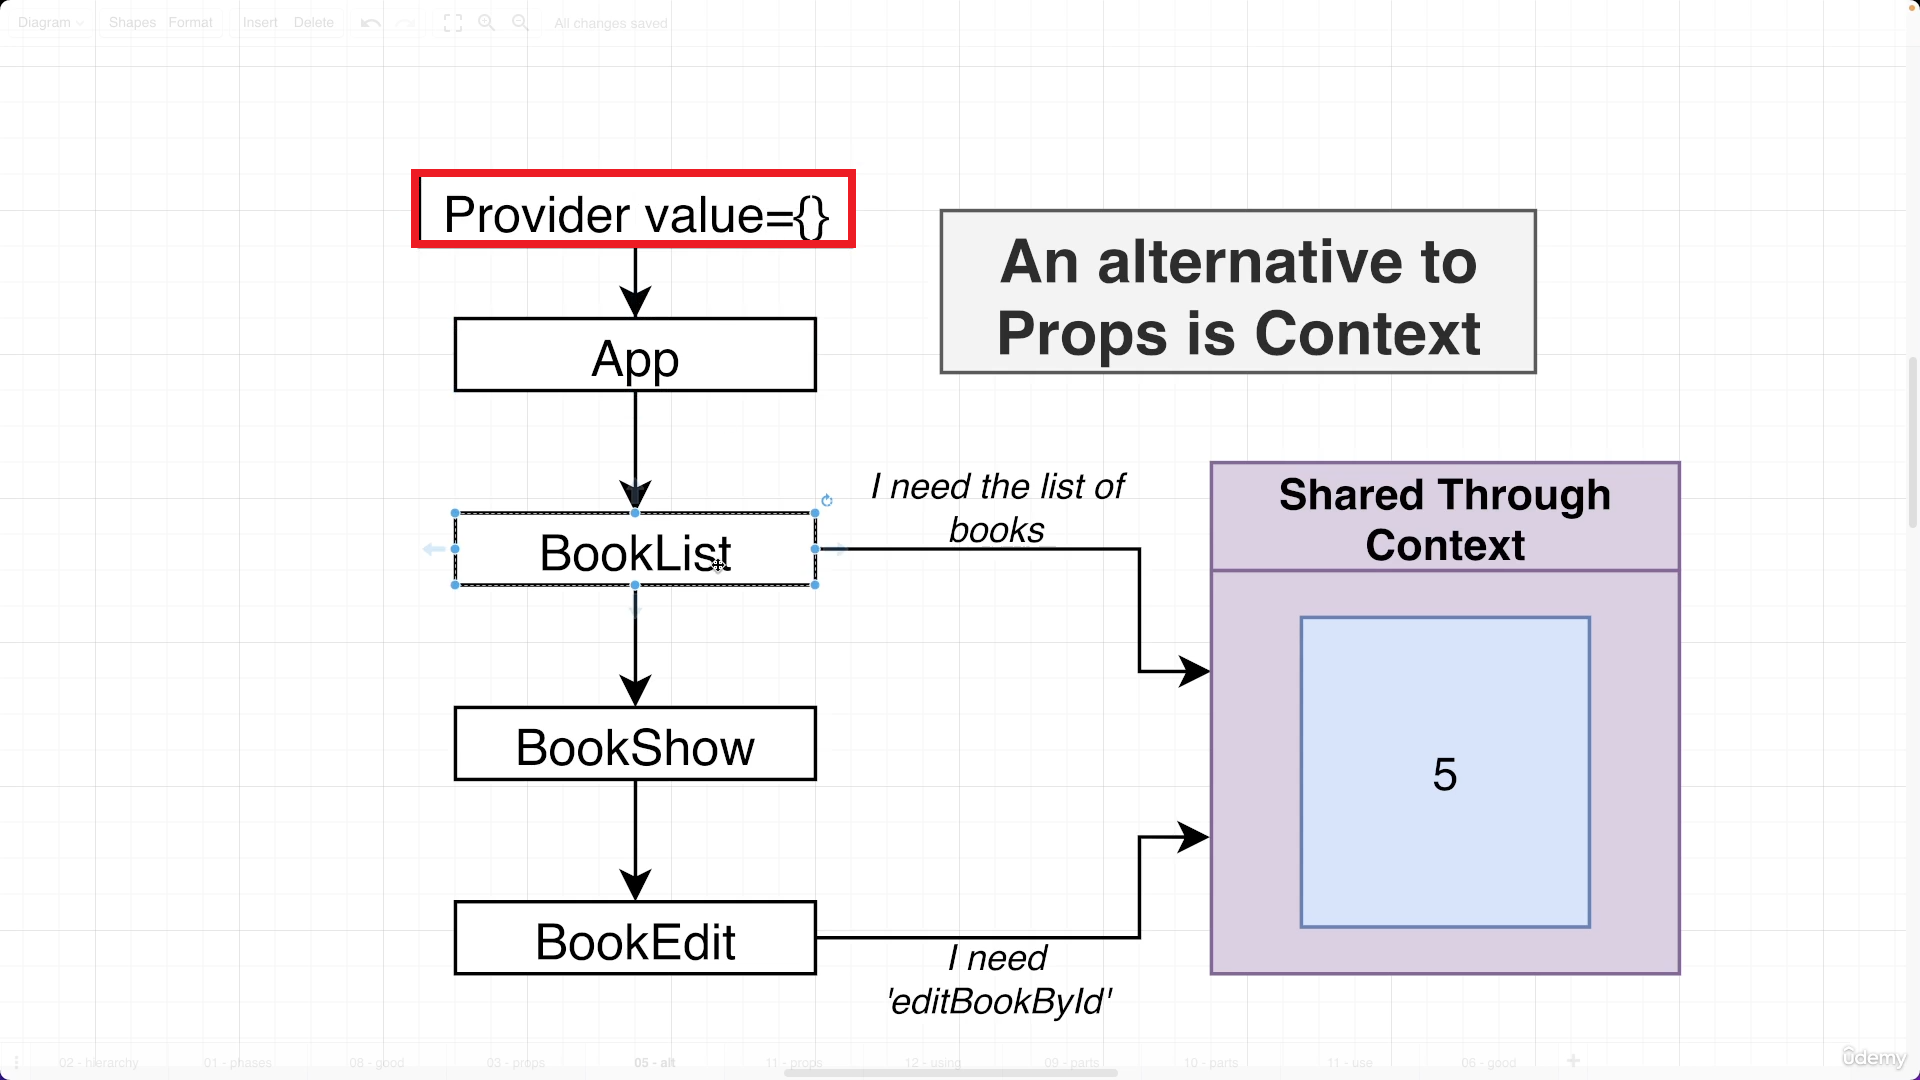 Diagram
Shapes
Format
Insert
Delete
All changes saved
Provider value={}
An alternative to
Props is Context
App
I need the list of
books
BookList
Shared Through
Context
BookShow
5
BookEdit
I need
'editBookById'
02 - hierarchy
01 - phases
06 - good
03 - props
05 - alt
11 - props
12 - using
09 - parts
10 - parts
11 - use
06 - good
ûdemy